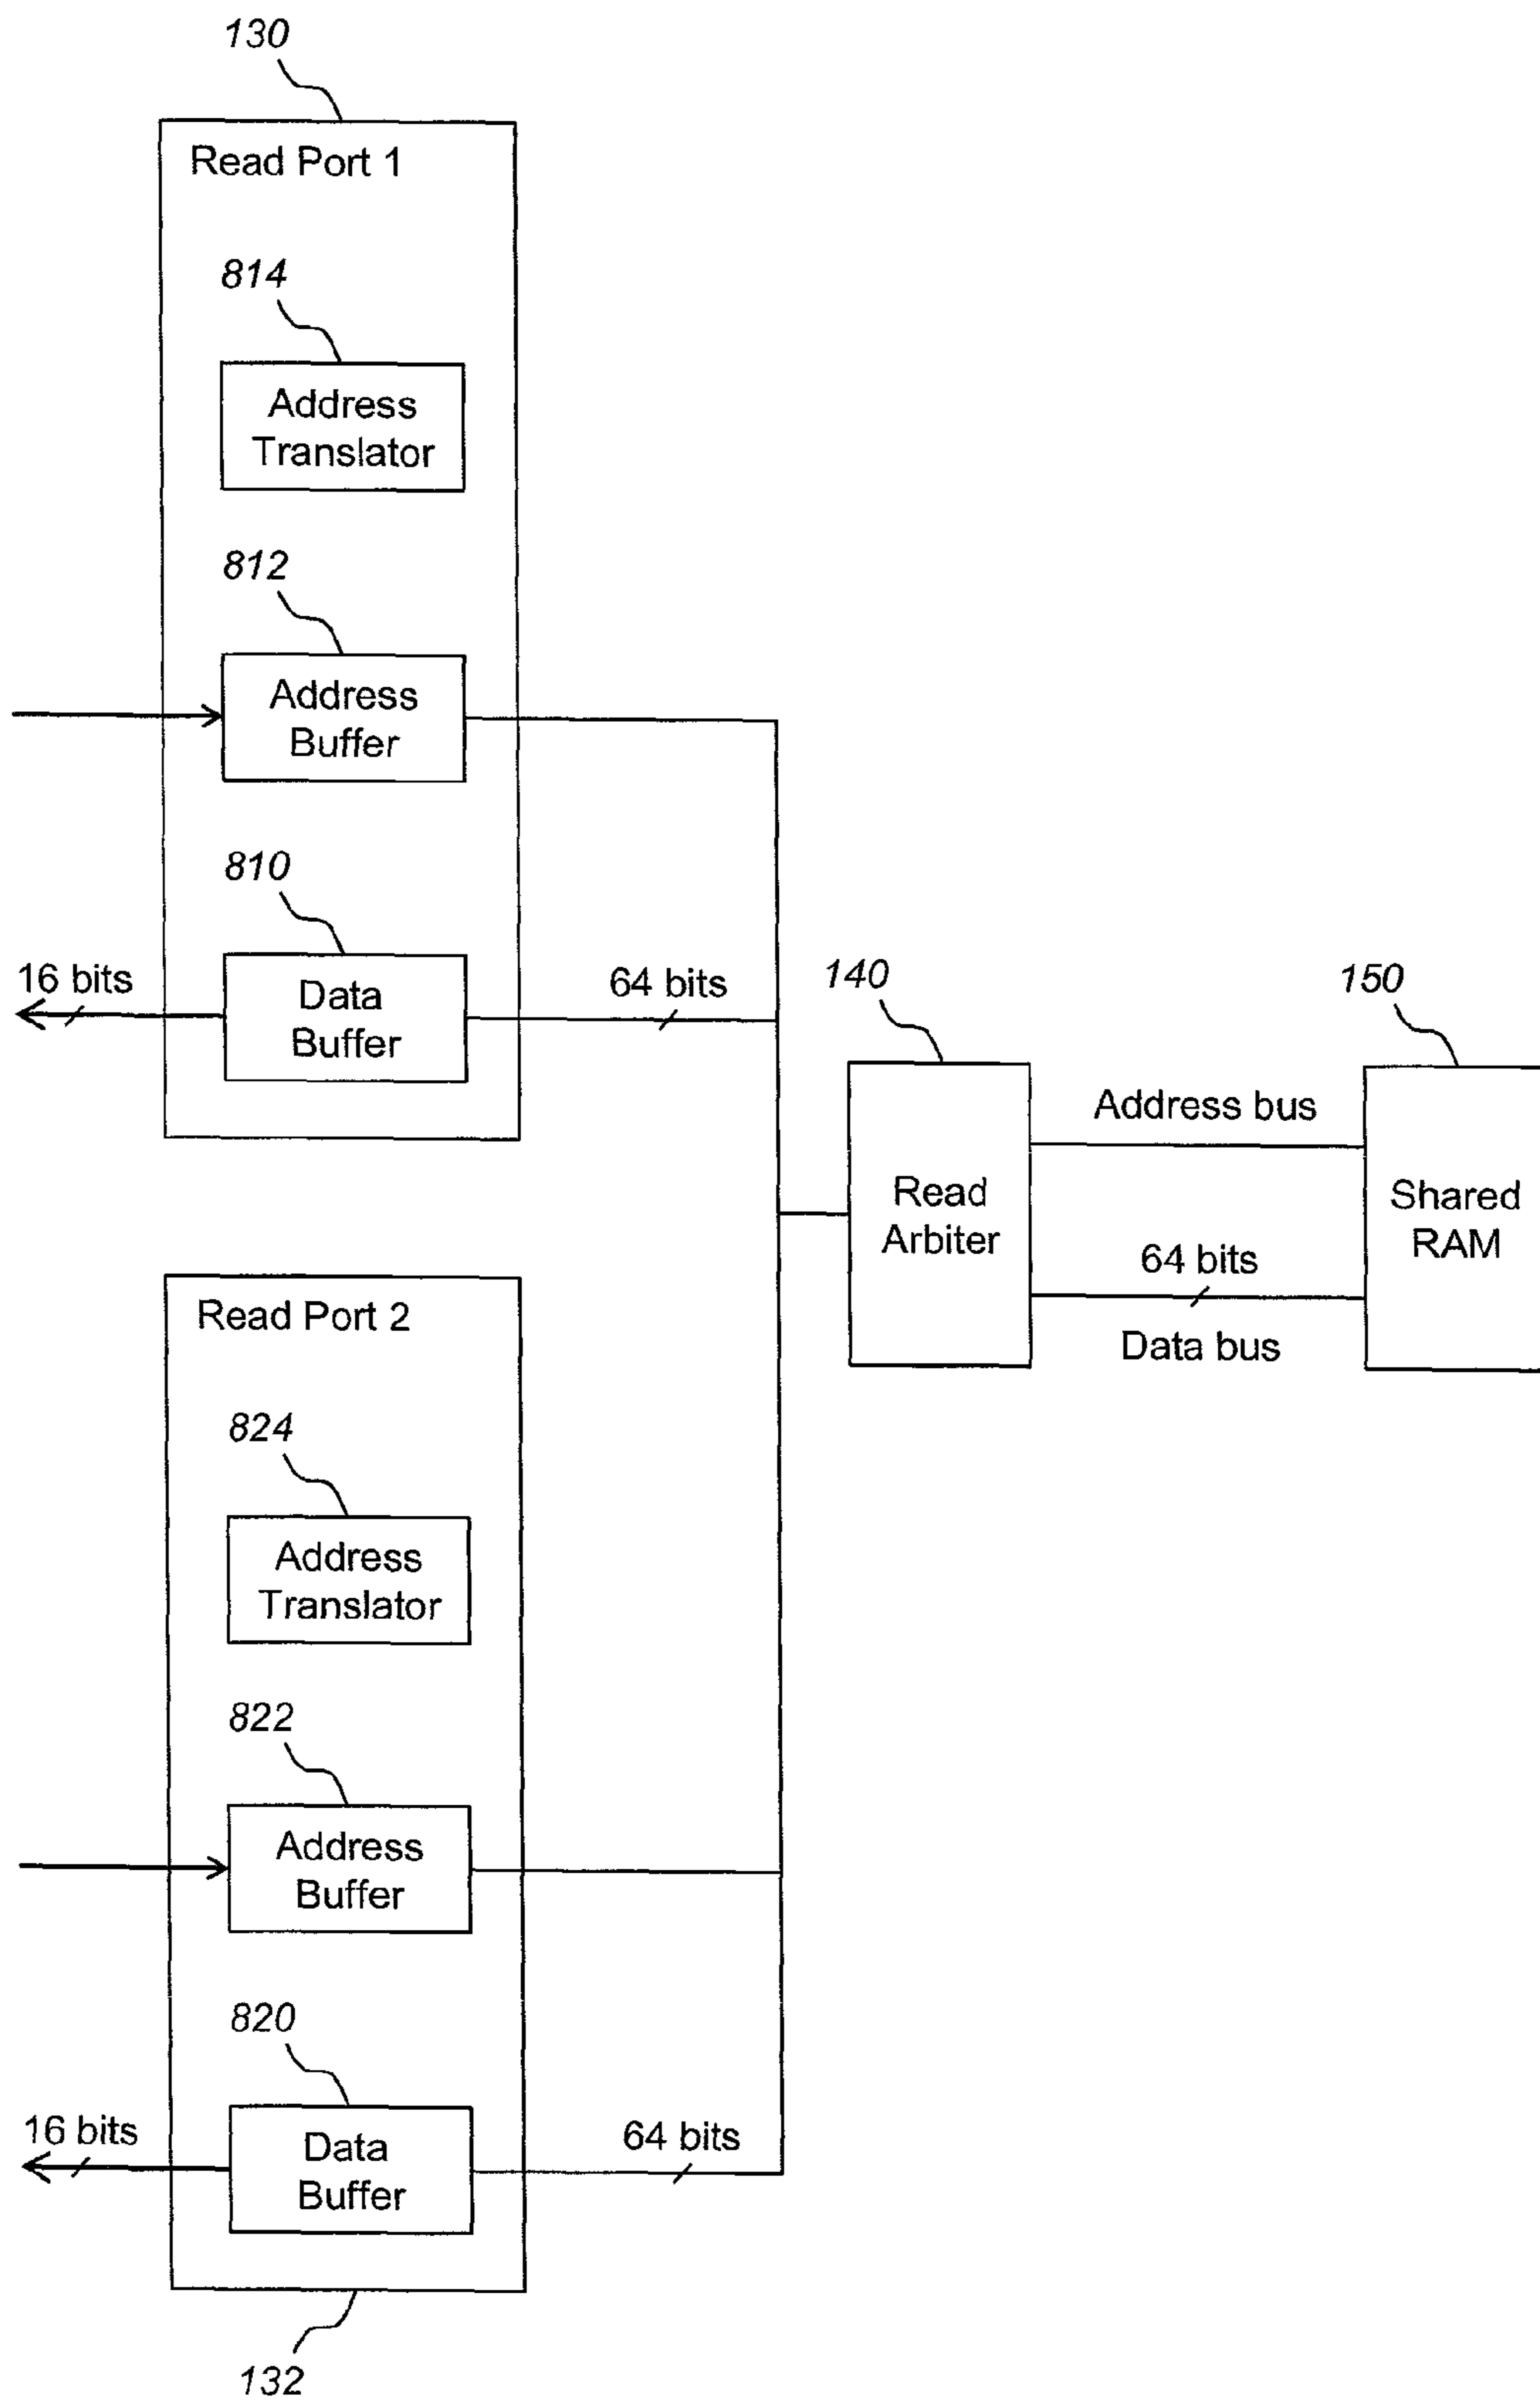 130
Read Port 1
814
Address
Translator
812
Address
Buffer
810
16 bits
Data
Buffer
64 bits
140
150
Read
Arbiter
Address bus
64 bits
Data bus
Shared
RAM
Read Port 2
824
Address
Translator
822
Address
Buffer
820
16 bits
Data
Buffer
64 bits
132